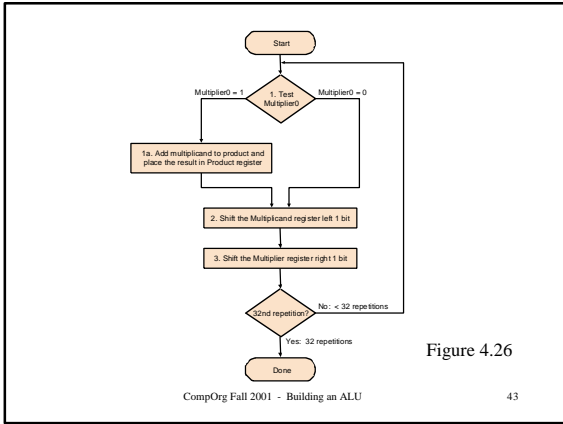 Start
Multiplier0 = 1
1. Test
Multiplier0
Multiplier0 = 0
1a. Add multiplicand to product and
place the result in Product register
2. Shift the Multiplicand register left 1 bit
3. Shift the Multiplier register right 1 bit
32nd repetition?
No: < 32 repetitions
Yes: 32 repetitions
Done
Figure 4.26
CompOrg Fall 2001 - Building an ALU
43